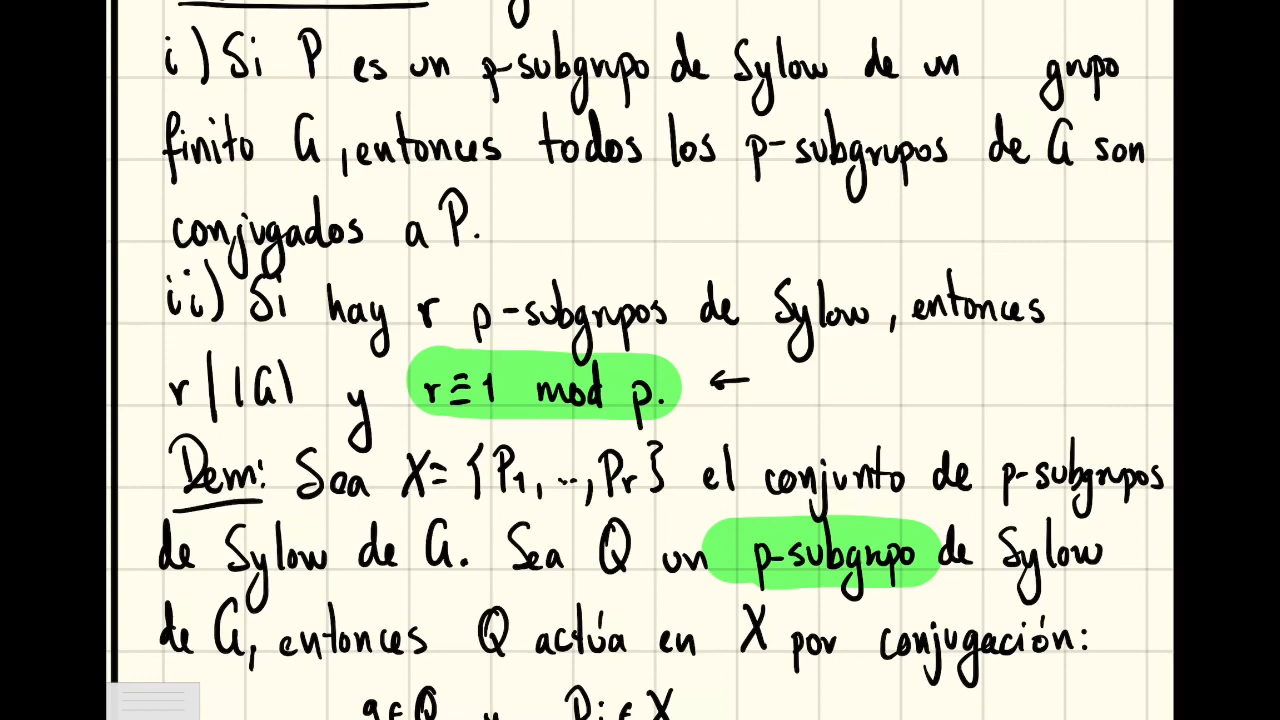 i) Si P es un p-subgrupo de Sylow de un grupo
finito G, entonces todos los p-subgrupos de G son
conjugados a P.
ii) Si hay r p-subgrupos de Sylow, entonces
r | |G| y r ≡ 1 mod p. ←
Dem: Sea X = {P1, .., Pr} el conjunto de p-subgrupos
de Sylow de G. Sea Q un p-subgrupo de Sylow
de G, entonces Q actúa en X por conjugación: